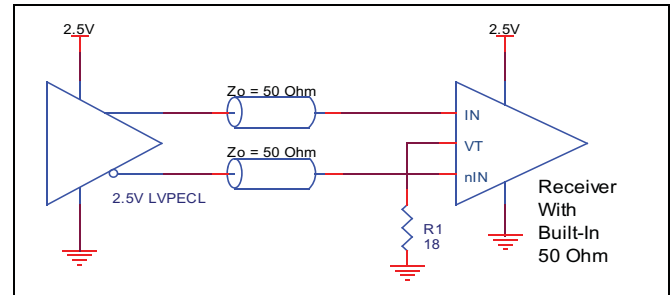 2.5V
2.5V
Zo = 50 Ohm
IN
VT
Zo = 50 Ohm
nIN
2.5V LVPECL
R1
18
Receiver
With
Built-In
50 Ohm